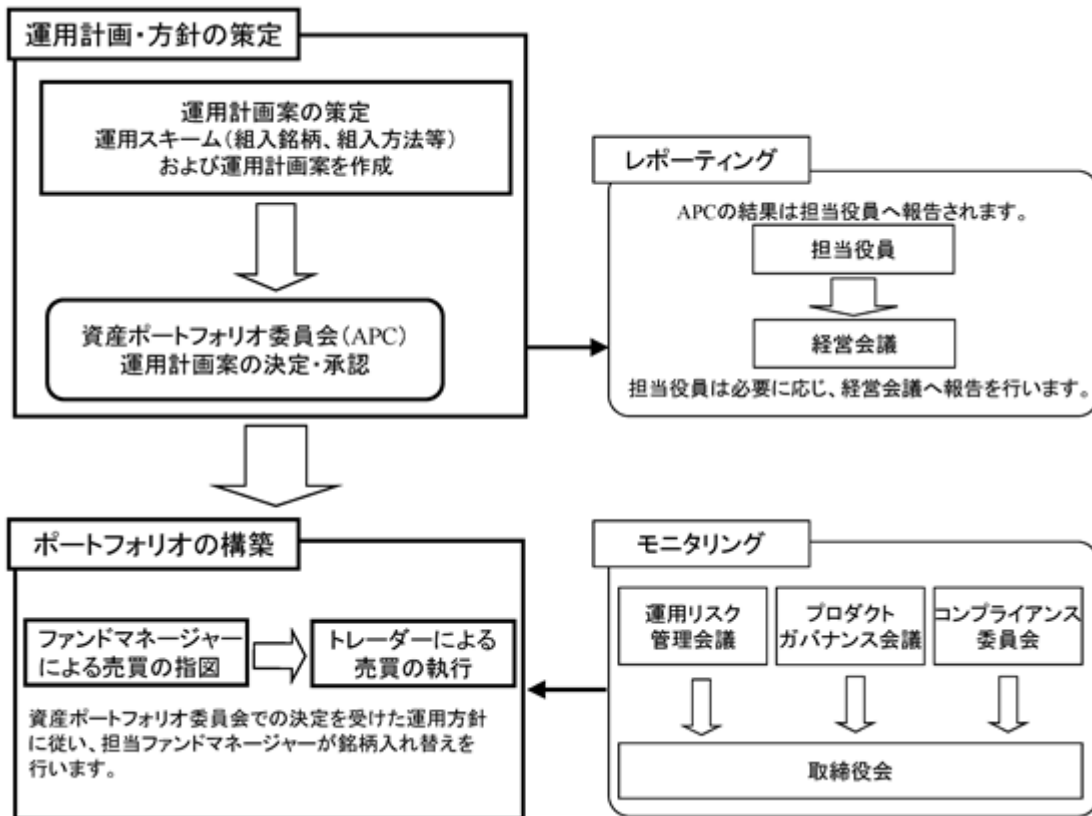 運用計画・方針の策定
運用計画案の策定
運用スキーム(組入銘柄、組入方法等)
および運用計画案を作成
資産ポートフォリオ委員会(APC)
運用計画案の決定・承認
レポーティング
APCの結果は担当役員へ報告されます。
担当役員
経営会議
担当役員は必要に応じ、経営会議へ報告を行います。
ポートフォリオの構築
ファンドマネージャー
による売買の指図
トレーダーによる
売買の執行
資産ポートフォリオ委員会での決定を受けた運用方針
に従い、担当ファンドマネージャーが銘柄入れ替えを
行います。
モニタリング
運用リスク
管理会議
プロダクト
ガバナンス会議
コンプライアンス
委員会
取締役会